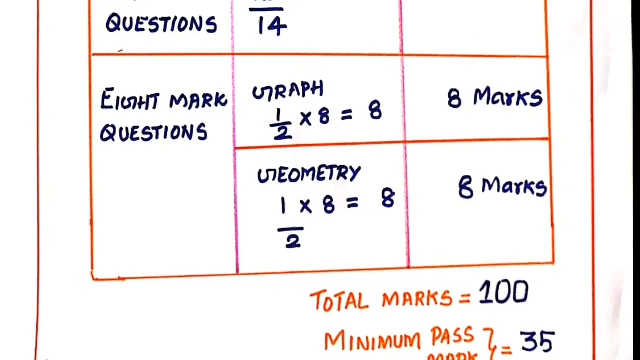 QUESTIONS
14
EIGHT MARK
QUESTIONS
GRAPH
1/2 × 8 = 8
8 Marks
GEOMETRY
1/2 × 8 = 8
8 Marks
TOTAL MARKS = 100
MINIMUM PASS
MARK } = 35